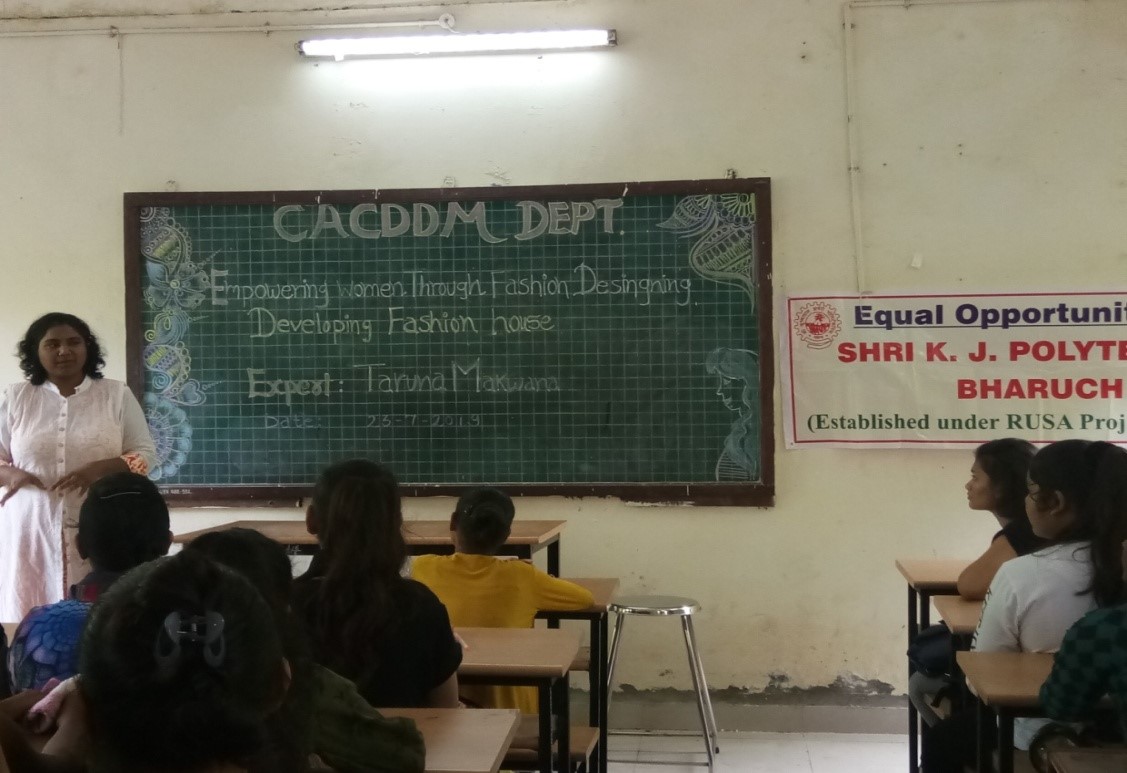 CACDDM DEPT.
Empowering women Through Fashion Desingning
Developing Fashion house
Expert : Taruna Makwana
Date: 23-7-2019
Equal Opportunit
SHRI K. J. POLYTE
BHARUCH
(Established under RUSA Proj